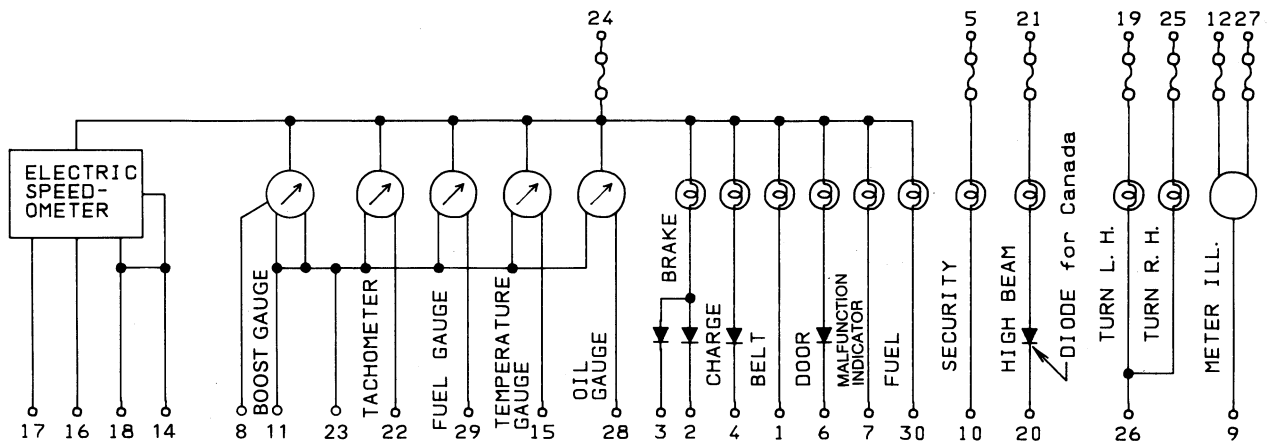 24
5
21
19
25
12
27
ELECTRIC
SPEED-
OMETER
BOOST GAUGE
TACHOMETER
FUEL GAUGE
TEMPERATURE
GAUGE
OIL
GAUGE
BRAKE
CHARGE
BELT
DOOR
MALFUNCTION
INDICATOR
FUEL
SECURITY
HIGH BEAM
DIODE for Canada
TURN L. H.
TURN R. H.
METER ILL.
17
16
18
14
8
11
23
22
29
15
28
3
2
4
1
6
7
30
10
20
26
9